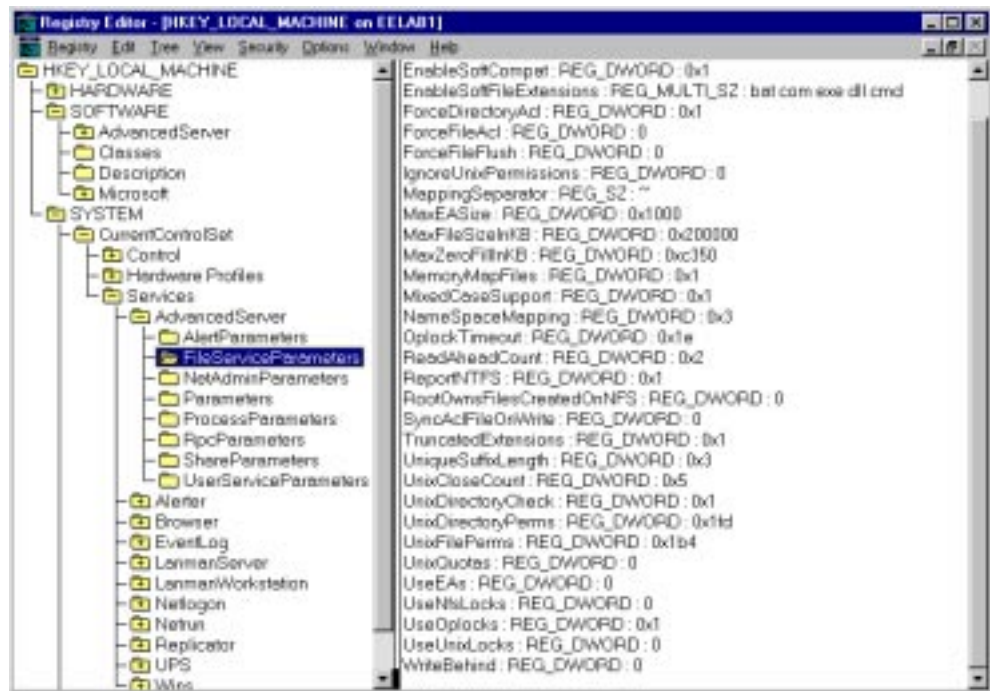 Registry Editor - [HKEY_LOCAL_MACHINE on EELAB1]
Registry Edit Tree View Security Options Window Help
HKEY_LOCAL_MACHINE
HARDWARE
SOFTWARE
AdvancedServer
Classes
Description
Microsoft
SYSTEM
CurrentControlSet
Control
Hardware Profiles
Services
AdvancedServer
AlertParameters
FileServiceParameters
NetAdminParameters
Parameters
ProcessParameters
RpcParameters
ShareParameters
UserServiceParameters
Alerter
Browser
EventLog
LanmanServer
LanmanWorkstation
Netlogon
Netrun
Replicator
UPS
Wins
EnableSoftCompat : REG_DWORD : 0x1
EnableSoftFileExtensions : REG_MULTI_SZ : bat com exe dll cmd
ForceDirectoryAcl : REG_DWORD : 0x1
ForceFileAcl : REG_DWORD : 0
ForceFileFlush : REG_DWORD : 0
IgnoreUnixPermissions : REG_DWORD : 0
MappingSeparator : REG_SZ : ~
MaxEASize : REG_DWORD : 0x1000
MaxFileSizeInKB : REG_DWORD : 0x200000
MaxZeroFillInKB : REG_DWORD : 0xc350
MemoryMapFiles : REG_DWORD : 0x1
MixedCaseSupport : REG_DWORD : 0x1
NameSpaceMapping : REG_DWORD : 0x3
OplockTimeout : REG_DWORD : 0x1e
ReadAheadCount : REG_DWORD : 0x2
ReportNTFS : REG_DWORD : 0x1
RootOwnsFilesCreatedOnNFS : REG_DWORD : 0
SyncAclFileOnWrite : REG_DWORD : 0
TruncatedExtensions : REG_DWORD : 0x1
UniqueSuffixLength : REG_DWORD : 0x3
UnixCloseCount : REG_DWORD : 0x5
UnixDirectoryCheck : REG_DWORD : 0x1
UnixDirectoryPerms : REG_DWORD : 0x1fd
UnixFilePerms : REG_DWORD : 0x1b4
UnixQuotas : REG_DWORD : 0
UseEAs : REG_DWORD : 0
UseNfsLocks : REG_DWORD : 0
UseOplocks : REG_DWORD : 0x1
UseUnixLocks : REG_DWORD : 0
WriteBehind : REG_DWORD : 0